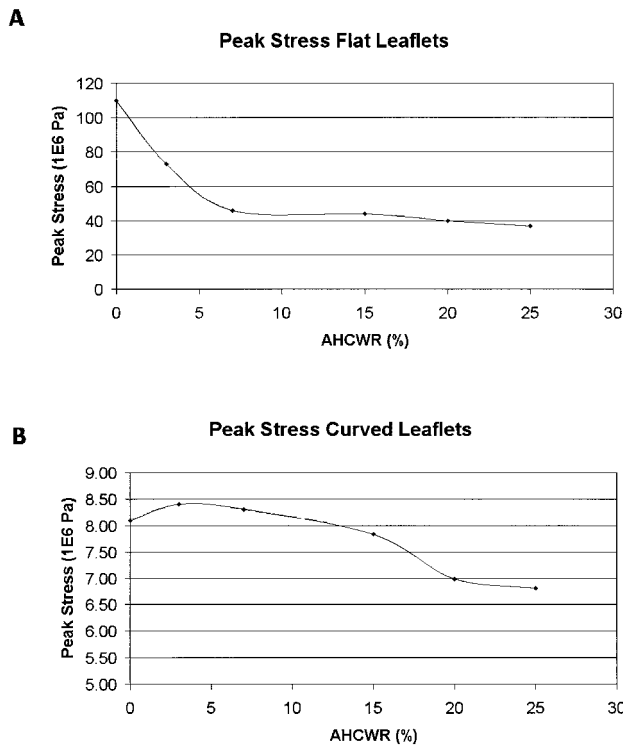 A
Peak Stress Flat Leaflets
Peak Stress (1E6 Pa)
120
100
80
60
40
20
0
0 5 10 15 20 25 30
AHCWR (%)
B
Peak Stress Curved Leaflets
Peak Stress (1E6 Pa)
9.00
8.50
8.00
7.50
7.00
6.50
6.00
5.50
5.00
0 5 10 15 20 25 30
AHCWR (%)